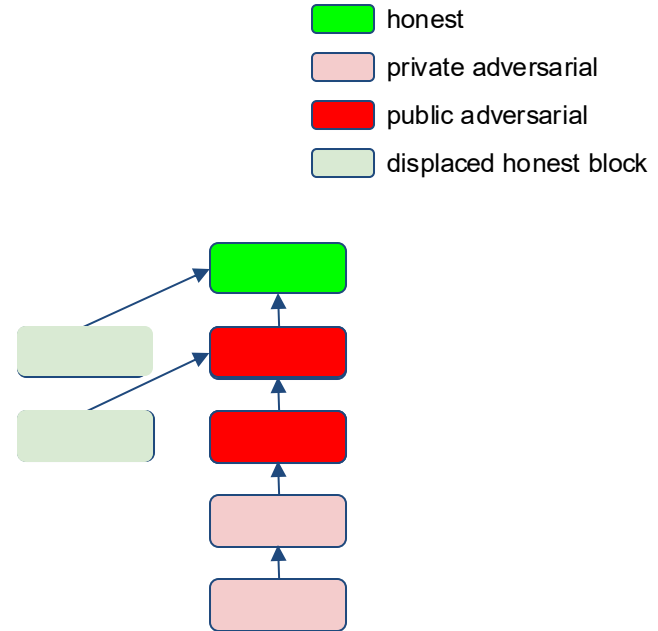 honest
private adversarial
public adversarial
displaced honest block